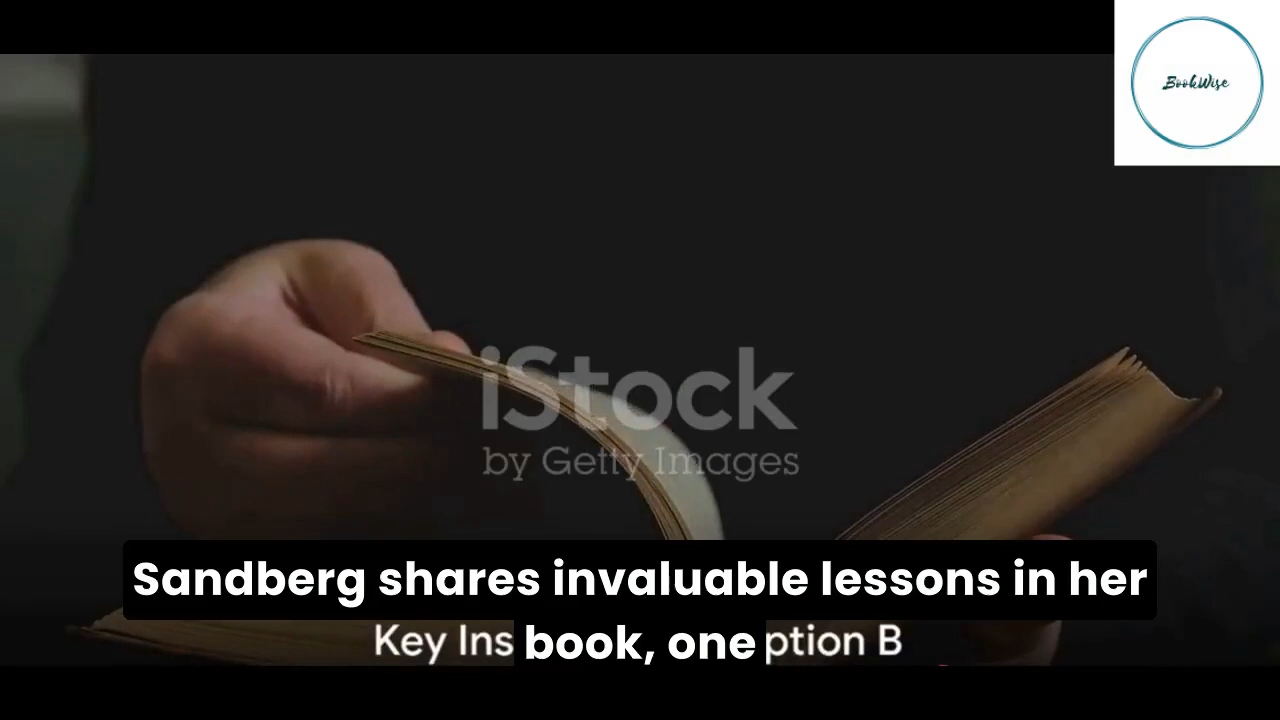 BookWise
iStock
by Getty Images
Sandberg shares invaluable lessons in her
book, one
Key Ins ption B